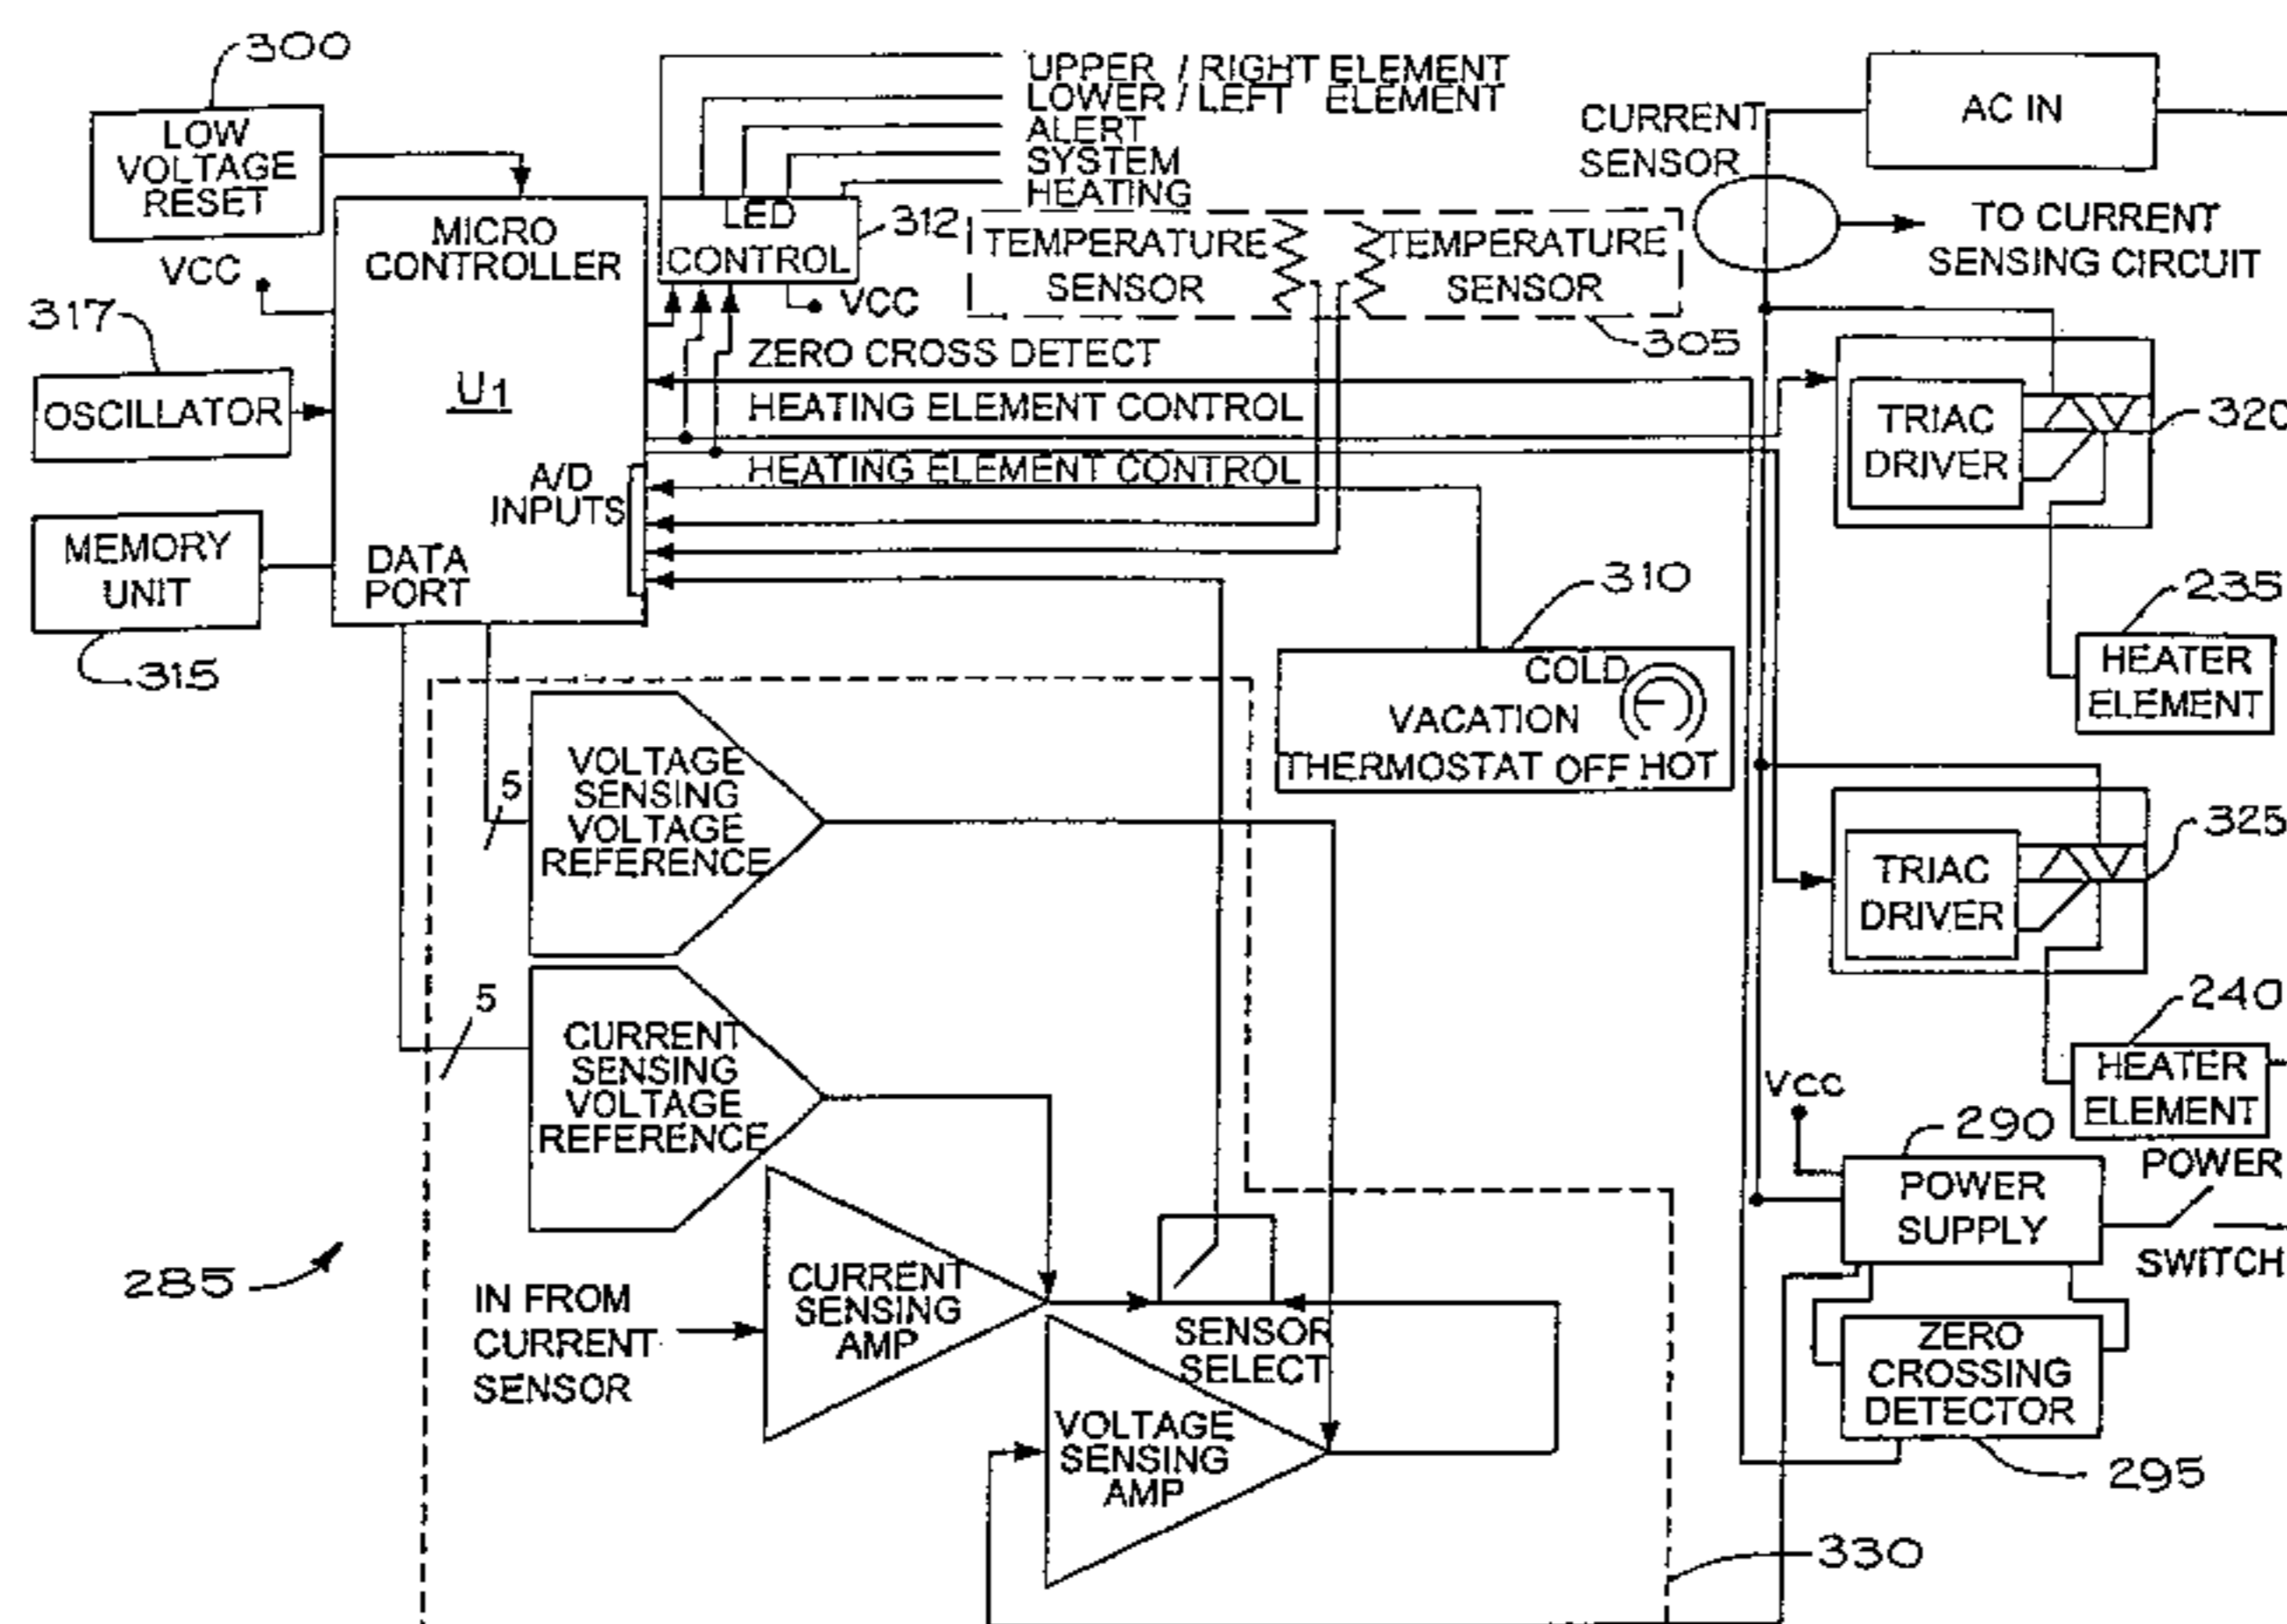 300
LOW
VOLTAGE
RESET
VCC
317
OSCILLATOR
MEMORY
UNIT
315
MICRO
CONTROLLER
U1
A/D
INPUTS
DATA
PORT
UPPER / RIGHT ELEMENT
LOWER / LEFT ELEMENT
ALERT
SYSTEM
HEATING
LED
CONTROL
312
VCC
TEMPERATURE
SENSOR
TEMPERATURE
SENSOR
305
ZERO CROSS DETECT
HEATING ELEMENT CONTROL
HEATING ELEMENT CONTROL
CURRENT
SENSOR
AC IN
TO CURRENT
SENSING CIRCUIT
TRIAC
DRIVER
320
235
HEATER
ELEMENT
310
COLD
VACATION
THERMOSTAT OFF HOT
TRIAC
DRIVER
325
240
HEATER
ELEMENT
VCC
290
POWER
SUPPLY
POWER
SWITCH
ZERO
CROSSING
DETECTOR
295
5
VOLTAGE
SENSING
VOLTAGE
REFERENCE
5
CURRENT
SENSING
VOLTAGE
REFERENCE
285
IN FROM
CURRENT
SENSOR
CURRENT
SENSING
AMP
SENSOR
SELECT
VOLTAGE
SENSING
AMP
330